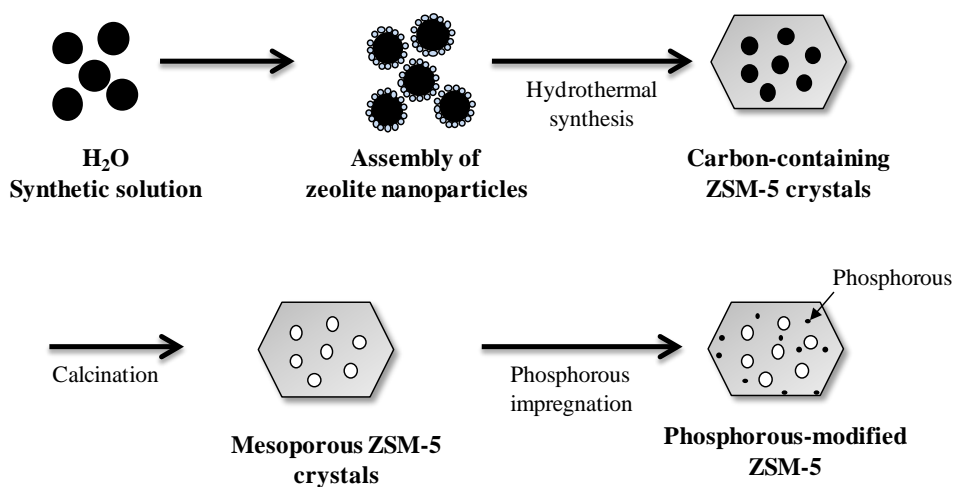 Hydrothermal
synthesis
H₂O
Synthetic solution
Assembly of
zeolite nanoparticles
Carbon-containing
ZSM-5 crystals
Phosphorous
Calcination
Phosphorous
impregnation
Mesoporous ZSM-5
crystals
Phosphorous-modified
ZSM-5